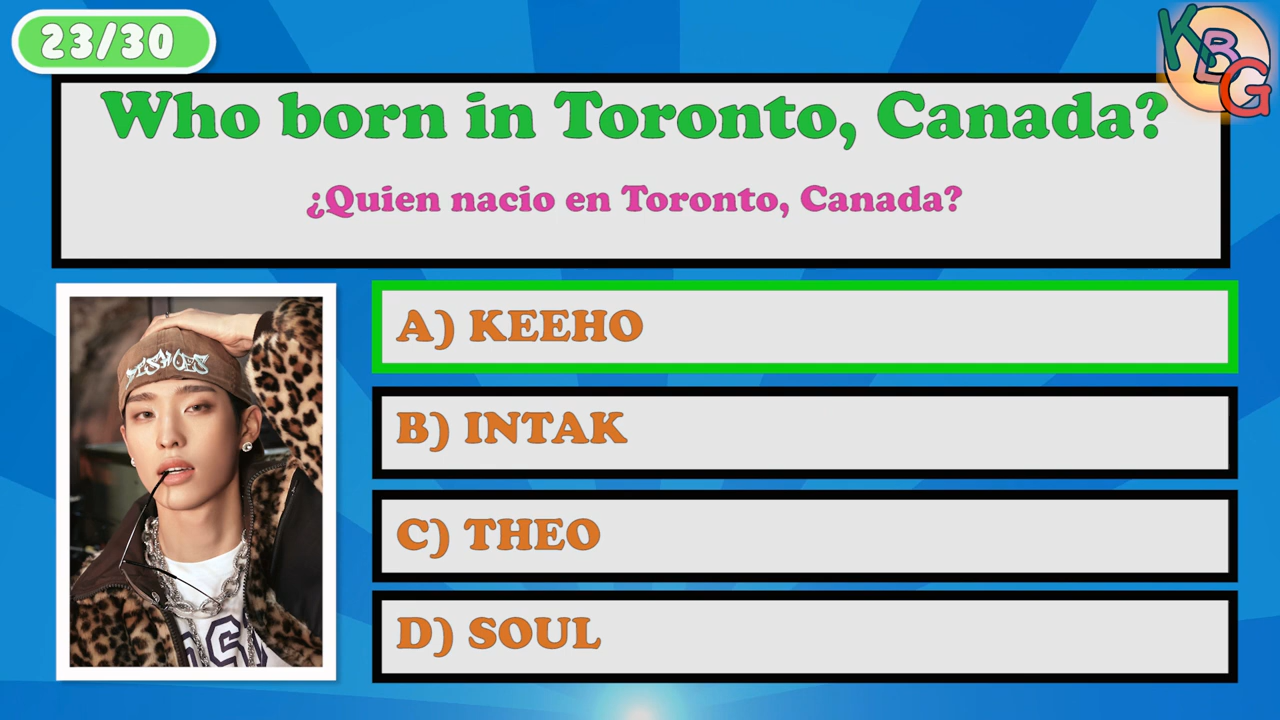 23/30
KBG
Who born in Toronto, Canada?
¿Quien nacio en Toronto, Canada?
A) KEEHO
B) INTAK
C) THEO
D) SOUL